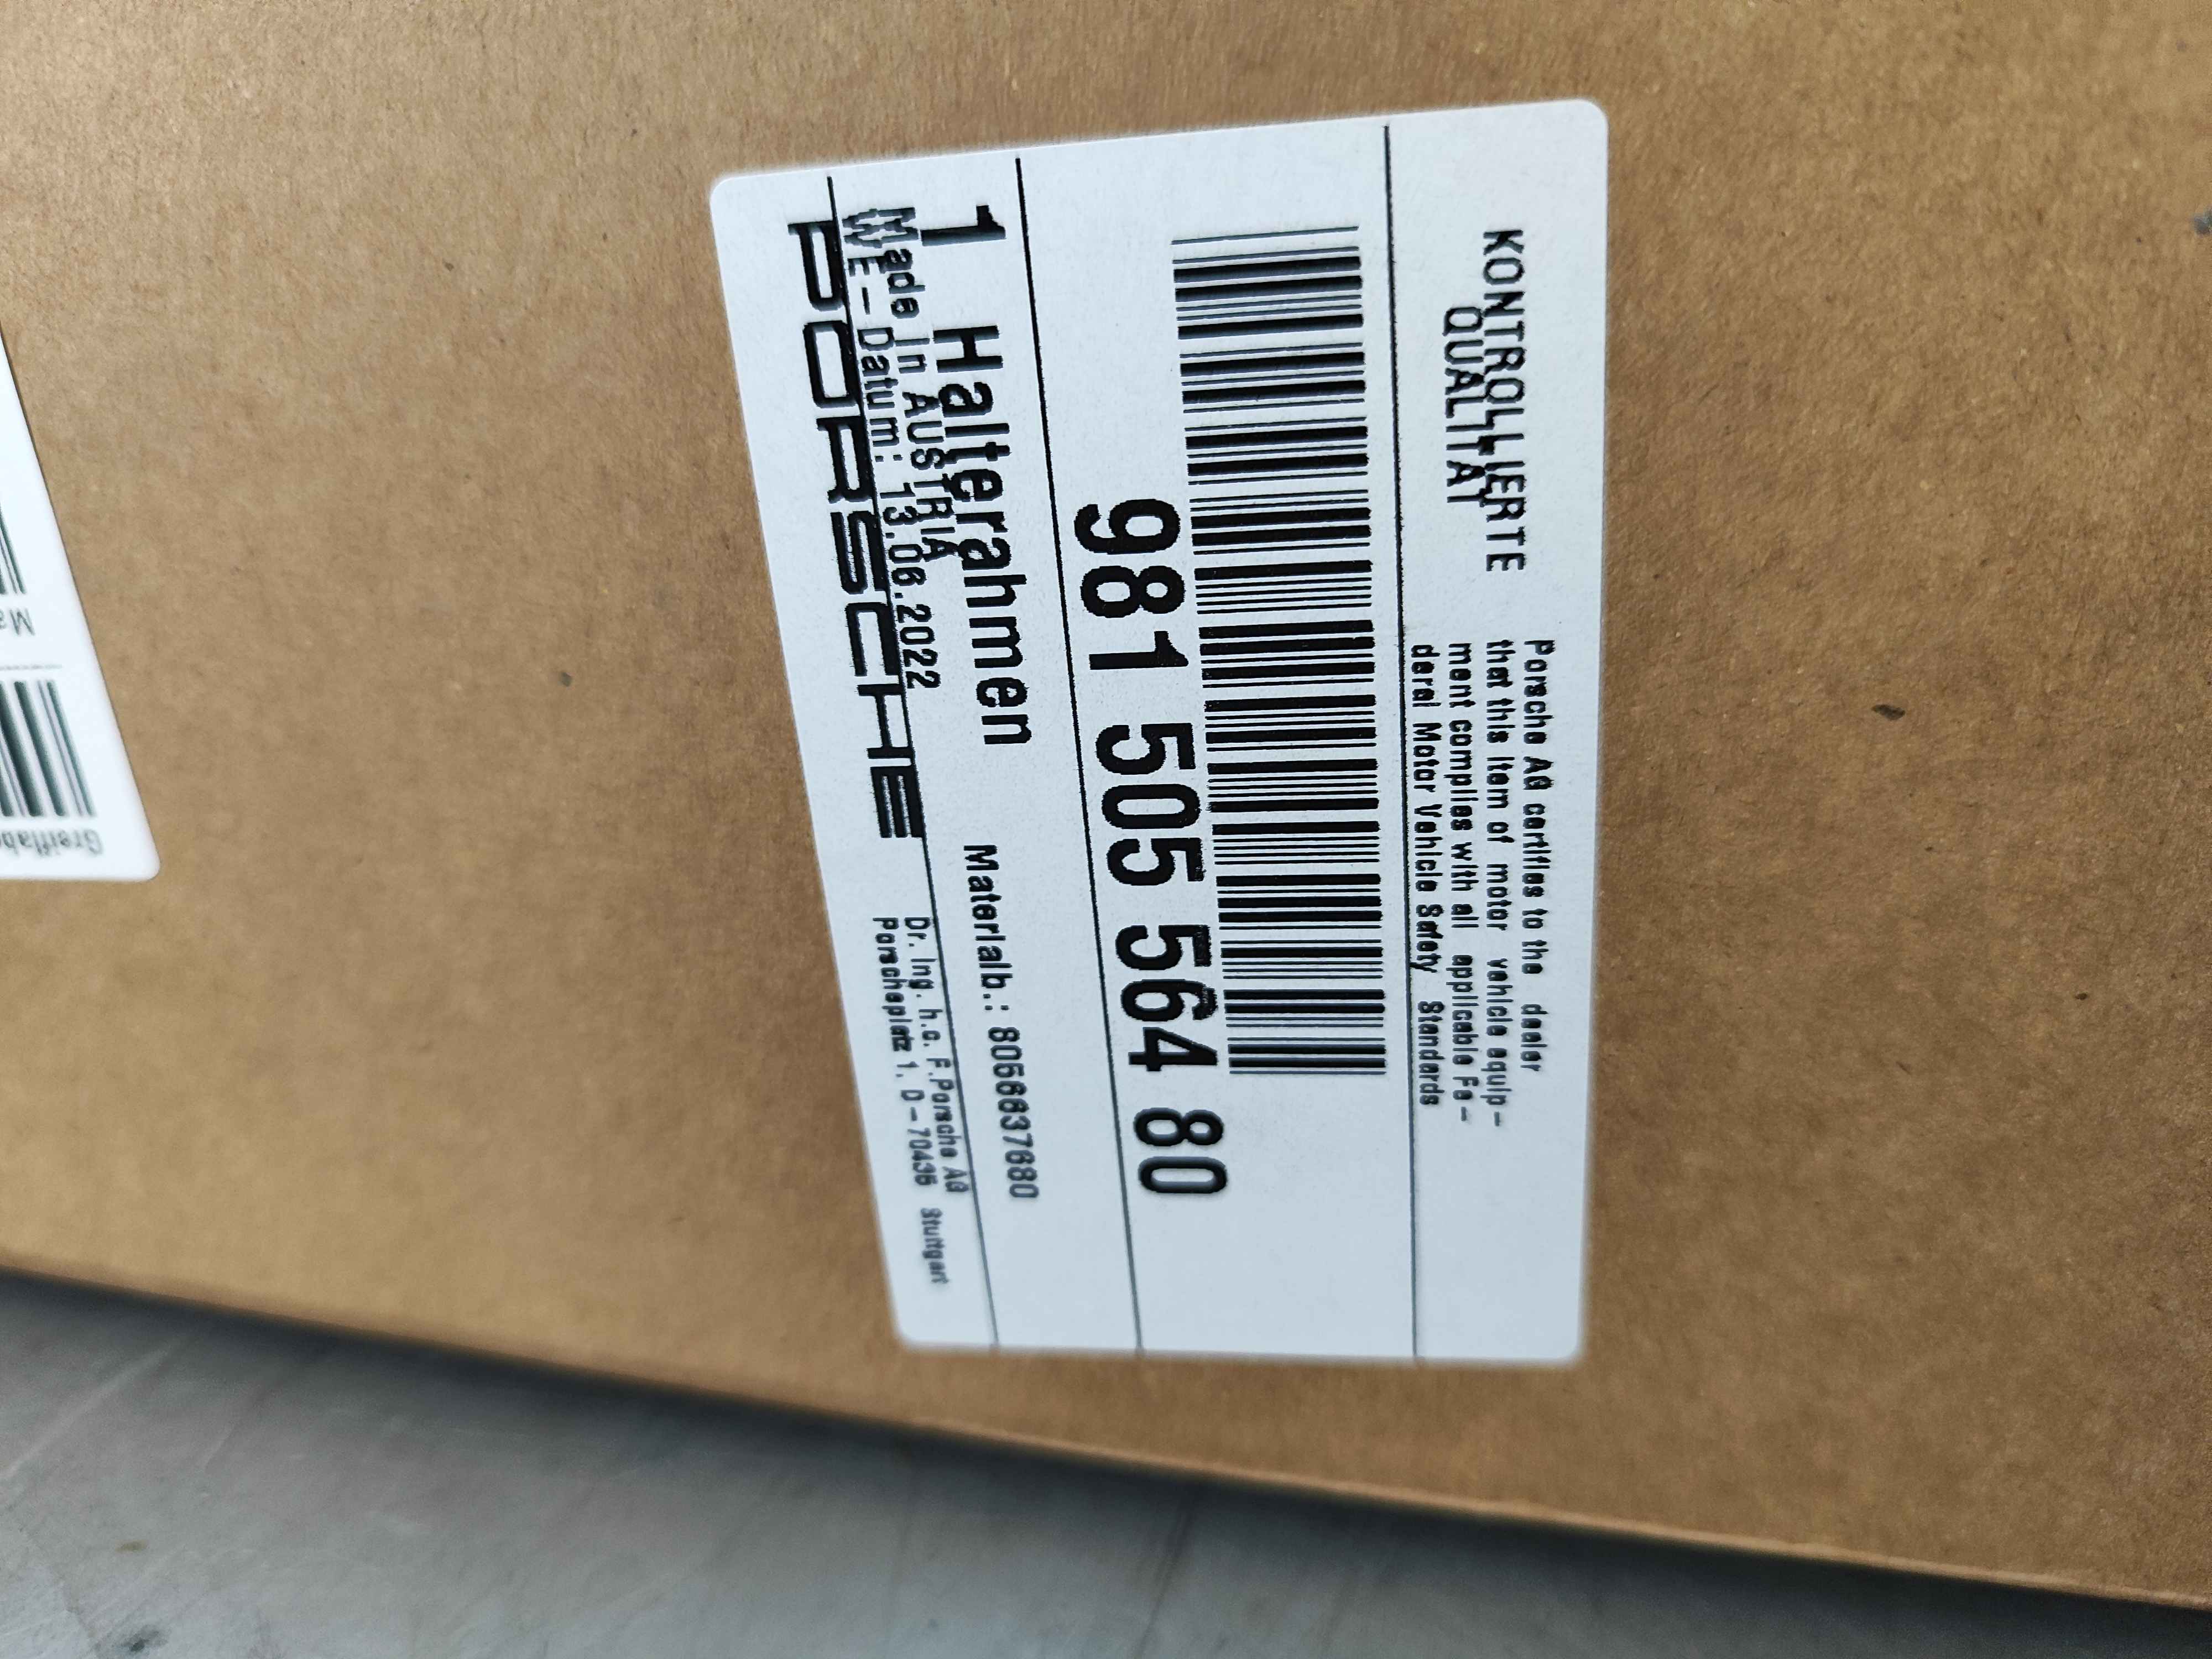 KONTROLLIERTE
QUALITÄT
Porsche AG certifies to the dealer
that this item of motor vehicle equip-
ment complies with all applicable Fe-
deral Motor Vehicle Safety Standards
981 505 564 80
1 Halterahmen
Materialb.: 8056637680
Made in AUSTRIA
WE-Datum: 13.06.2022
PORSCHE
Dr. Ing. h.c. F.Porsche AG
Porscheplatz 1, D-70435 Stuttgart